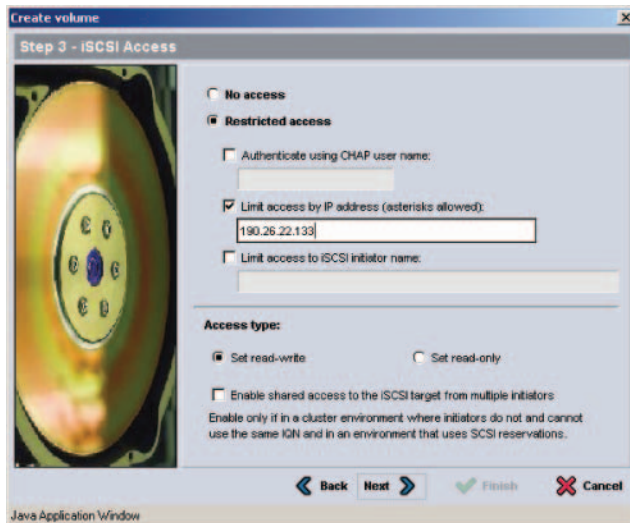 Create volume
Step 3 - iSCSI Access
No access
Restricted access
Authenticate using CHAP user name:
Limit access by IP address (asterisks allowed):
190.26.22.133
Limit access to iSCSI initiator name:
Access type:
Set read-write
Set read-only
Enable shared access to the iSCSI target from multiple initiators
Enable only if in a cluster environment where initiators do not and cannot
use the same IQN and in an environment that uses SCSI reservations.
Back Next Finish Cancel
Java Application Window